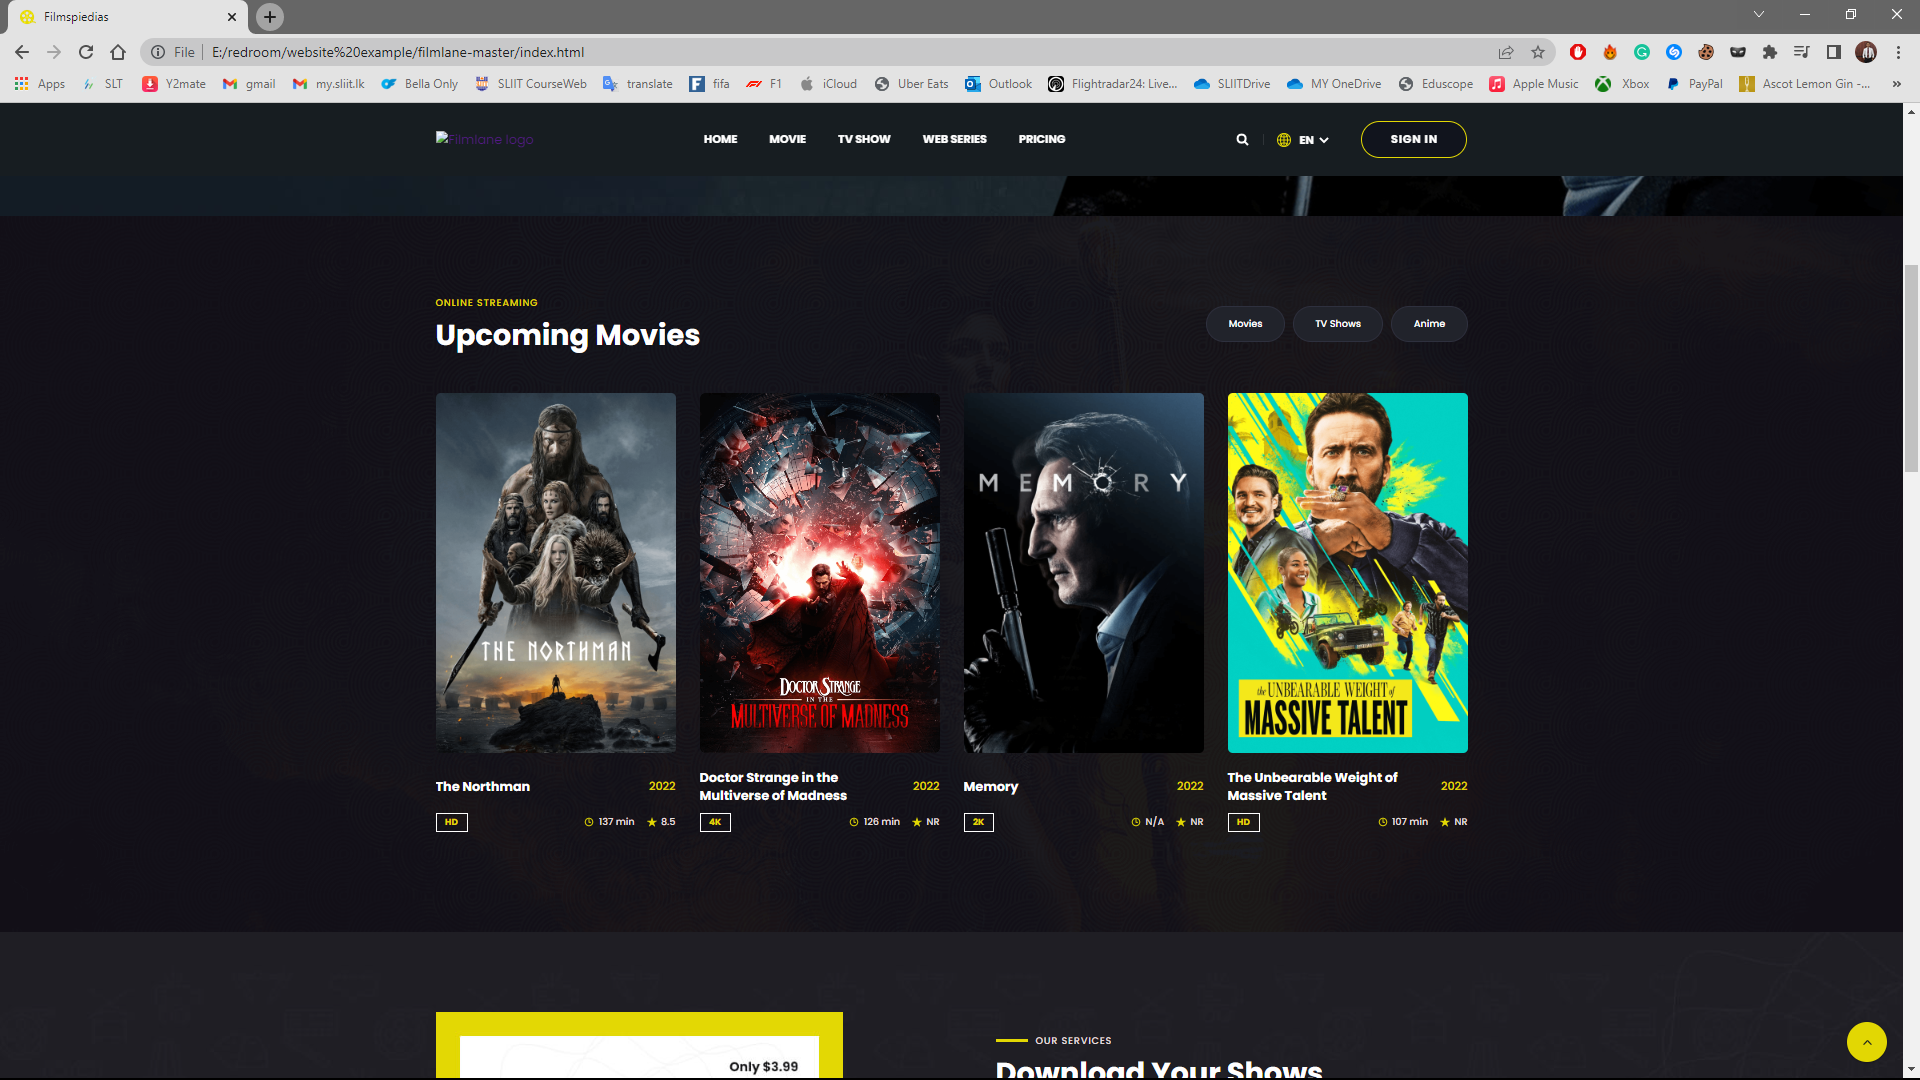 Filmspiedias
File
E:/redroom/website%20example/filmlane-master/index.html
Apps
SLT
Y2mate
gmail
my.sliit.lk
Bella Only
SLIIT CourseWeb
translate
fifa
F1
iCloud
Uber Eats
Outlook
Flightradar24: Live...
SLIITDrive
MY OneDrive
Eduscope
Apple Music
Xbox
PayPal
Ascot Lemon Gin -...
»
Filmlane logo
HOME
MOVIE
TV SHOW
WEB SERIES
PRICING
EN
SIGN IN
ONLINE STREAMING
Upcoming Movies
Movies
TV Shows
Anime
THE NORTHMAN
DOCTOR STRANGE
IN THE
MULTIVERSE OF MADNESS
MEMORY
the UNBEARABLE WEIGHT of
MASSIVE TALENT
The Northman
2022
HD
137 min
8.5
Doctor Strange in the
Multiverse of Madness
2022
4K
126 min
NR
Memory
2022
2K
N/A
NR
The Unbearable Weight of
Massive Talent
2022
HD
107 min
NR
Only $3.99
OUR SERVICES
Download Your Shows